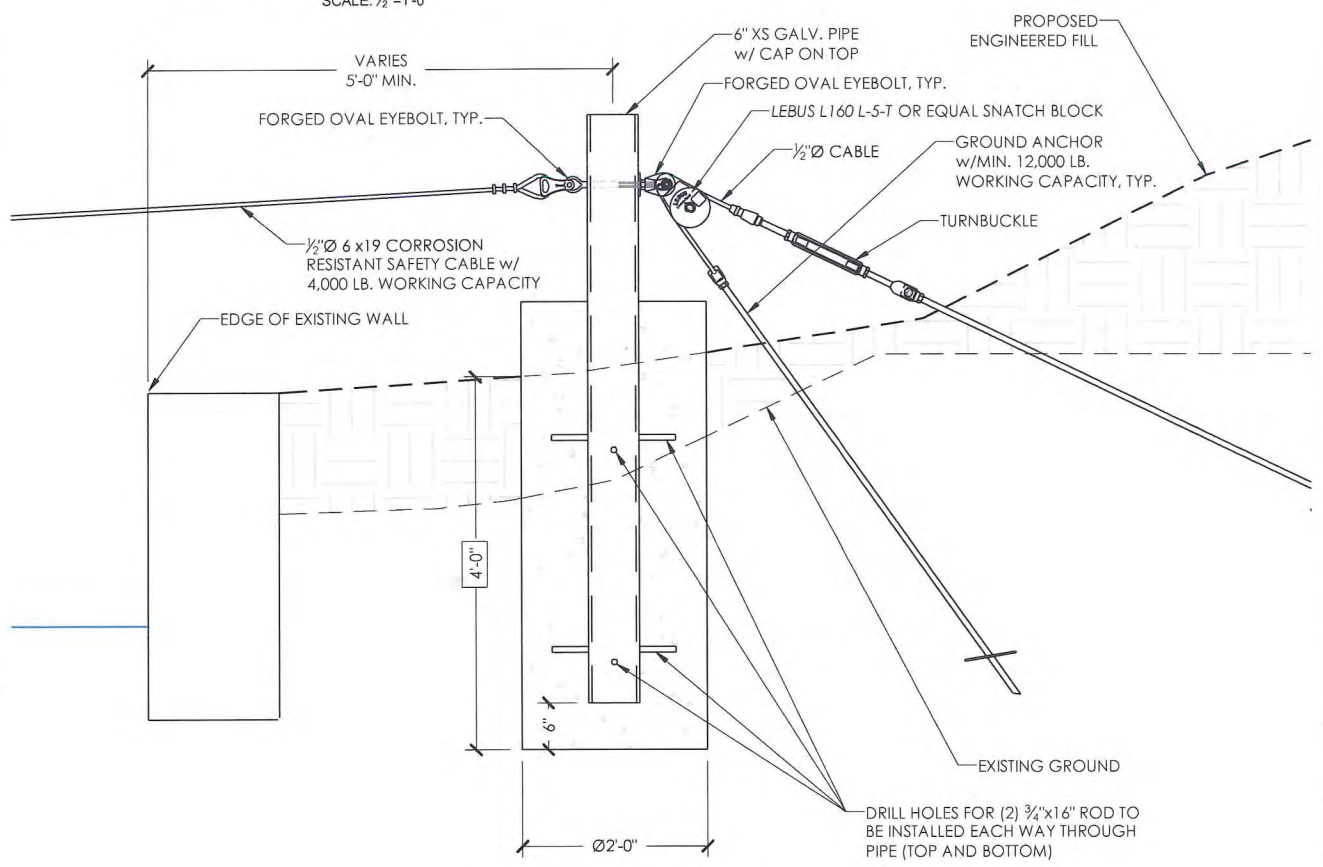 SCALE: ½"=1'-0"
PROPOSED
ENGINEERED FILL
6" XS GALV. PIPE
w/ CAP ON TOP
VARIES
5'-0" MIN.
FORGED OVAL EYEBOLT, TYP.
LEBUS L160 L-5-T OR EQUAL SNATCH BLOCK
FORGED OVAL EYEBOLT, TYP.
GROUND ANCHOR
w/MIN. 12,000 LB.
WORKING CAPACITY, TYP.
½"Ø CABLE
TURNBUCKLE
½"Ø 6 x19 CORROSION
RESISTANT SAFETY CABLE w/
4,000 LB. WORKING CAPACITY
EDGE OF EXISTING WALL
4'-0"
6"
EXISTING GROUND
DRILL HOLES FOR (2) ¾"x16" ROD TO
BE INSTALLED EACH WAY THROUGH
PIPE (TOP AND BOTTOM)
Ø2'-0"